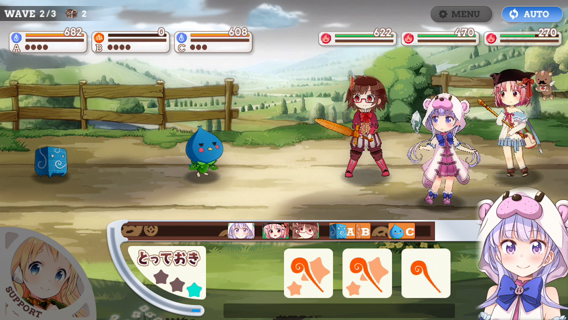 WAVE 2/3 2
MENU
AUTO
682
0
608
A
B
C
622
470
270
A B C
とっておき
SUPPORT